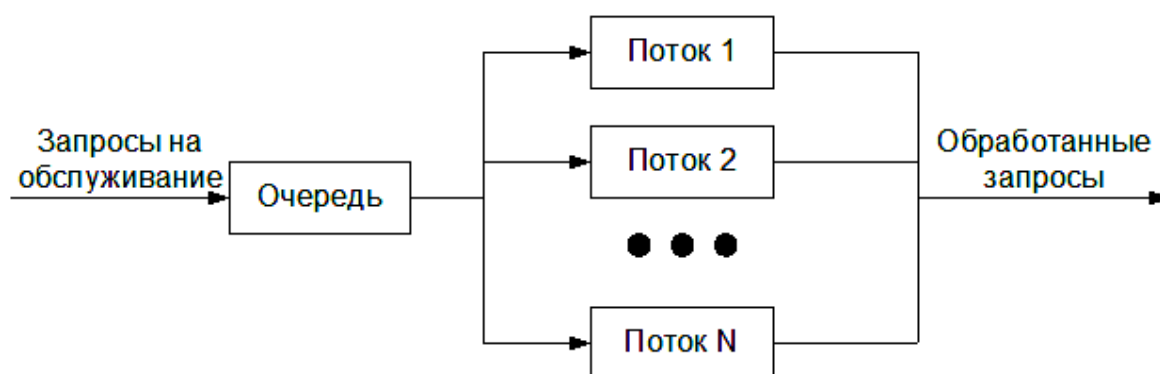 Запросы на
обслуживание
Очередь
Поток 1
Поток 2
Поток N
Обработанные
запросы